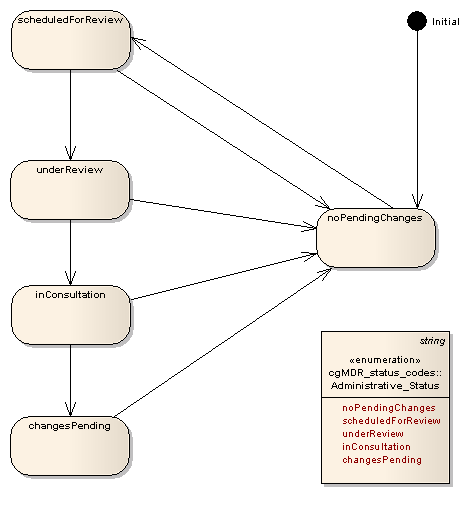 scheduledForReview
Initial
underReview
noPendingChanges
inConsultation
changesPending
string
«enumeration»
cgMDR_status_codes::
Administrative_Status
noPendingChanges
scheduledForReview
underReview
inConsultation
changesPending